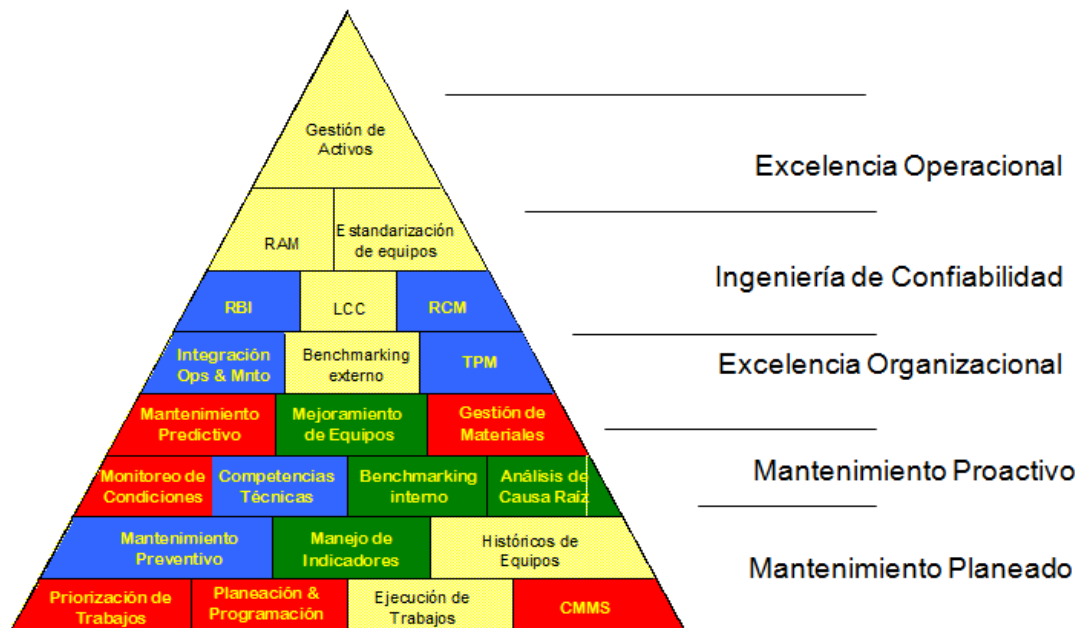 Gestión de
Activos
Excelencia Operacional
RAM
Estandarización
de equipos
Ingeniería de Confiabilidad
RBI
LCC
RCM
Integración
Ops & Mnto
Benchmarking
externo
TPM
Excelencia Organizacional
Mantenimiento
Predictivo
Mejoramiento
de Equipos
Gestión de
Materiales
Monitoreo de
Condiciones
Competencias
Técnicas
Benchmarking
interno
Análisis de
Causa Raíz
Mantenimiento Proactivo
Mantenimiento
Preventivo
Manejo de
Indicadores
Históricos de
Equipos
Mantenimiento Planeado
Priorización de
Trabajos
Planeación &
Programación
Ejecución de
Trabajos
CMMS